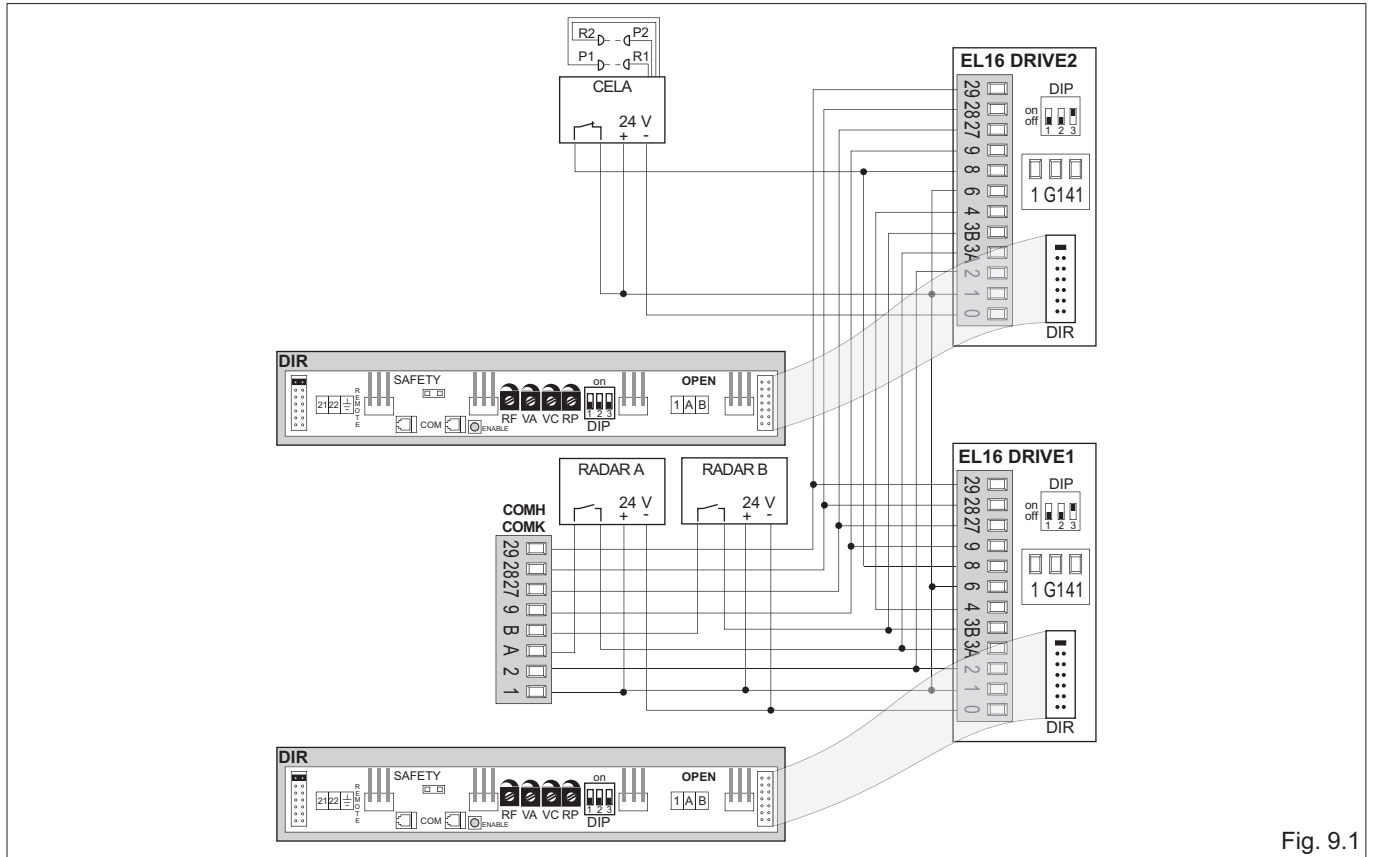 R2 P2
P1 R1
CELA
24 V
+ -
EL16 DRIVE2
29
28
27
9
8
6
4
3B
3A
2
1
0
DIP
on
off
1 2 3
1 G141
DIR
DIR
21 22
REMOTE
SAFETY
COM
ENABLE
RF VA VC RP
on
1 2 3
DIP
OPEN
1 A B
RADAR A
24 V
+ -
RADAR B
24 V
+ -
COMH
COMK
29
28
27
9
B
A
2
1
EL16 DRIVE1
29
28
27
9
8
6
4
3B
3A
2
1
0
DIP
on
off
1 2 3
1 G141
DIR
DIR
21 22
REMOTE
SAFETY
COM
ENABLE
RF VA VC RP
on
1 2 3
DIP
OPEN
1 A B
Fig. 9.1